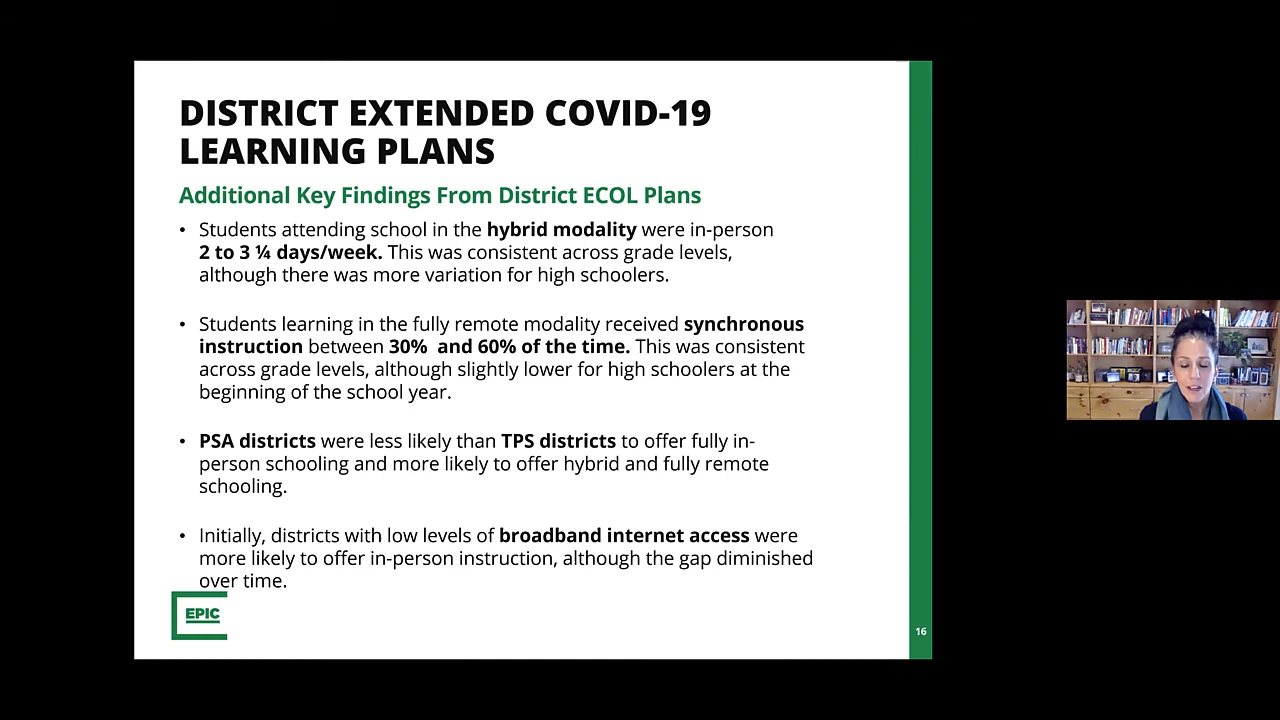 DISTRICT EXTENDED COVID-19
LEARNING PLANS
Additional Key Findings From District ECOL Plans
• Students attending school in the hybrid modality were in-person
2 to 3 ¼ days/week. This was consistent across grade levels,
although there was more variation for high schoolers.
• Students learning in the fully remote modality received synchronous
instruction between 30% and 60% of the time. This was consistent
across grade levels, although slightly lower for high schoolers at the
beginning of the school year.
• PSA districts were less likely than TPS districts to offer fully in-
person schooling and more likely to offer hybrid and fully remote
schooling.
• Initially, districts with low levels of broadband internet access were
more likely to offer in-person instruction, although the gap diminished
over time.
EPIC
16